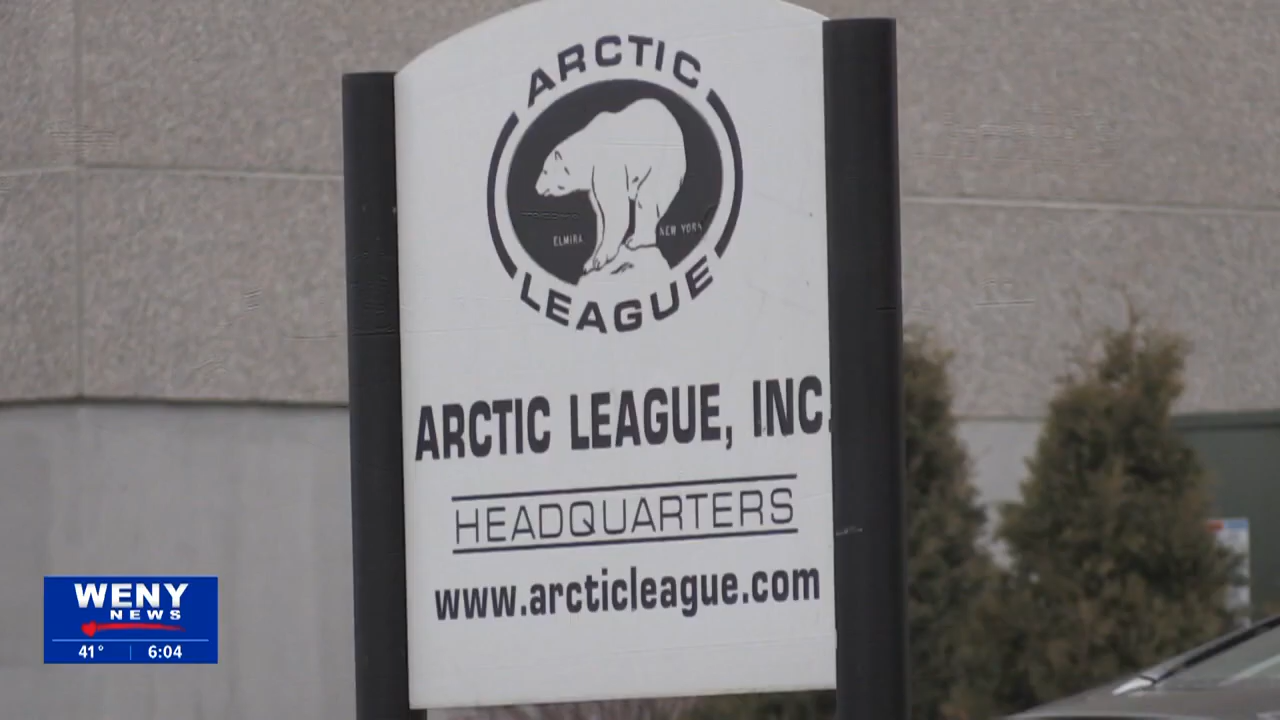 ARCTIC
ELMIRA NEW YORK
LEAGUE
ARCTIC LEAGUE, INC.
HEADQUARTERS
www.arcticleague.com
WENY
NEWS
41° 6:04